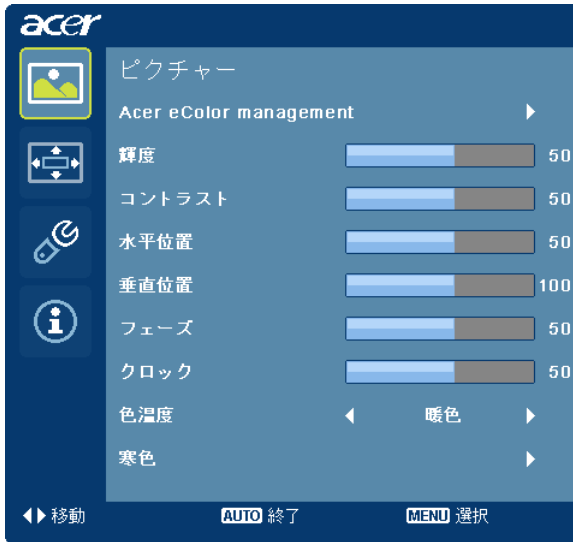 acer
ピクチャー
Acer eColor management
輝度 50
コントラスト 50
水平位置 50
垂直位置 100
フェーズ 50
クロック 50
色温度 暖色
寒色
移動 AUTO 終了 MENU 選択